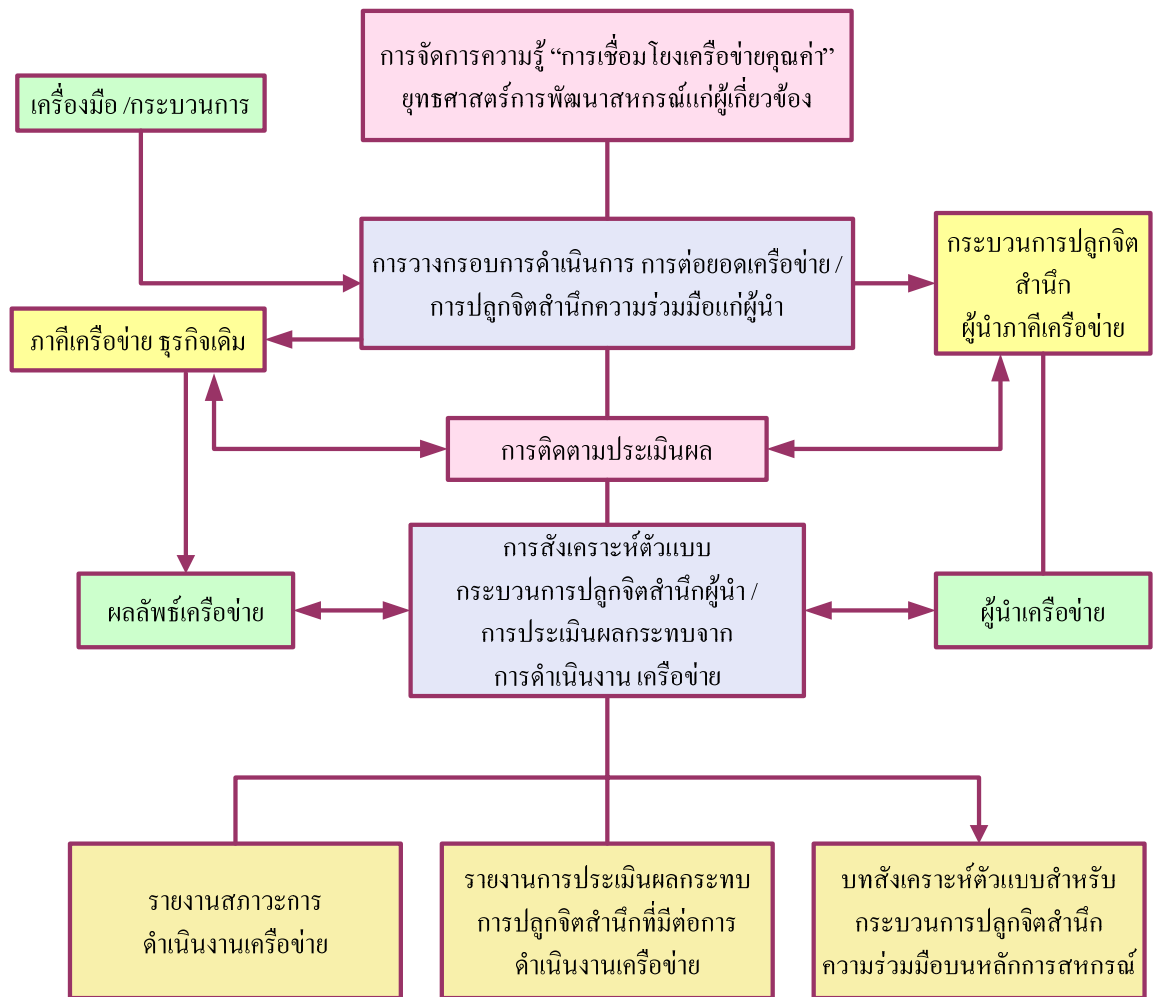 การจัดการความรู้ “การเชื่อมโยงเครือข่ายคุณค่า”
ยุทธศาสตร์การพัฒนาสหกรณ์แก่ผู้เกี่ยวข้อง
เครื่องมือ /กระบวนการ
การวางกรอบการดำเนินการ การต่อยอดเครือข่าย /
การปลูกจิตสำนึกความร่วมมือแก่ผู้นำ
กระบวนการปลูกจิต
สำนึก
ผู้นำภาคีเครือข่าย
ภาคีเครือข่าย ธุรกิจเดิม
การติดตามประเมินผล
การสังเคราะห์ตัวแบบ
กระบวนการปลูกจิตสำนึกผู้นำ /
การประเมินผลกระทบจาก
การดำเนินงาน เครือข่าย
ผลลัพธ์เครือข่าย
ผู้นำเครือข่าย
รายงานสภาวะการ
ดำเนินงานเครือข่าย
รายงานการประเมินผลกระทบ
การปลูกจิตสำนึกที่มีต่อการ
ดำเนินงานเครือข่าย
บทสังเคราะห์ตัวแบบสำหรับ
กระบวนการปลูกจิตสำนึก
ความร่วมมือบนหลักการสหกรณ์